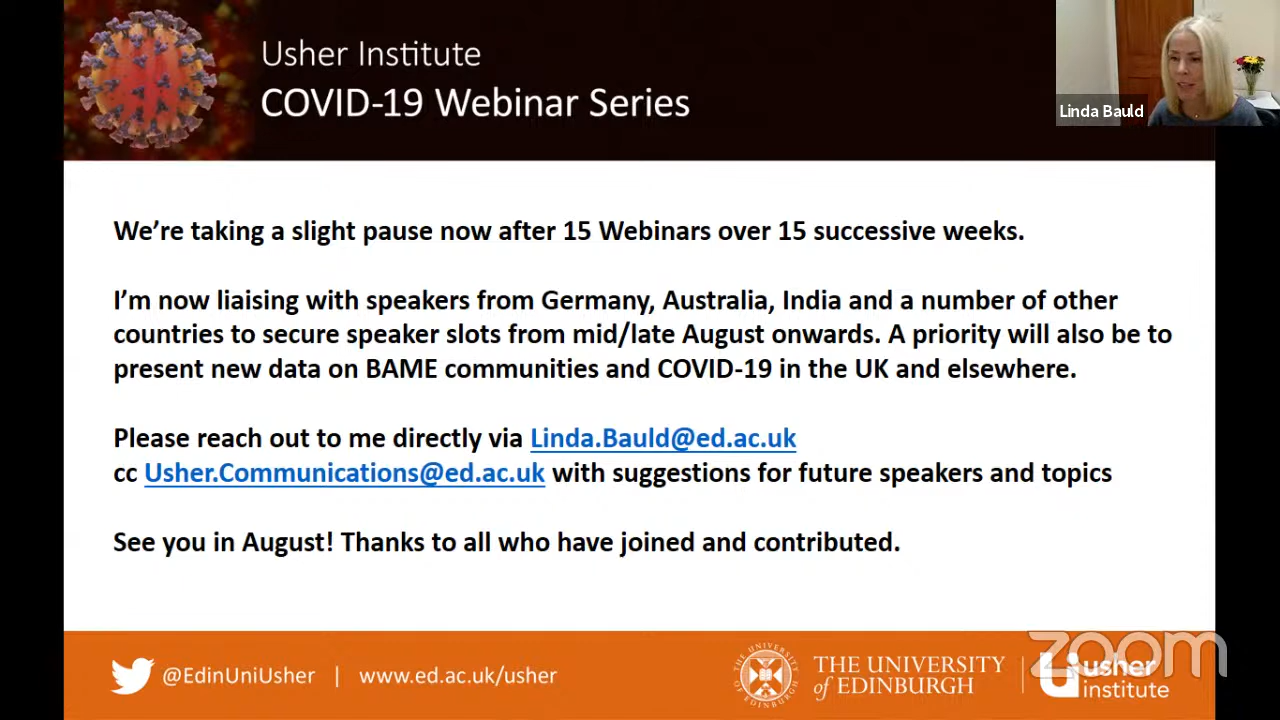 Usher Institute
COVID-19 Webinar Series
Linda Bauld
We're taking a slight pause now after 15 Webinars over 15 successive weeks.
I'm now liaising with speakers from Germany, Australia, India and a number of other
countries to secure speaker slots from mid/late August onwards. A priority will also be to
present new data on BAME communities and COVID-19 in the UK and elsewhere.
Please reach out to me directly via Linda.Bauld@ed.ac.uk
cc Usher.Communications@ed.ac.uk with suggestions for future speakers and topics
See you in August! Thanks to all who have joined and contributed.
@EdinUniUsher | www.ed.ac.uk/usher
THE UNIVERSITY OF EDINBURGH
THE UNIVERSITY
of EDINBURGH
usher
institute
zoom